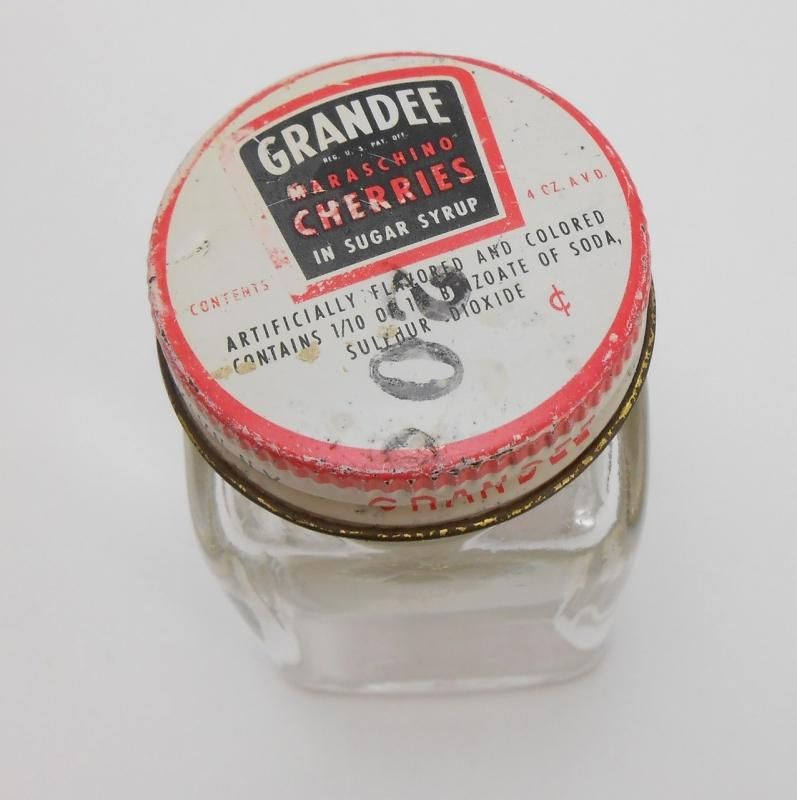 GRANDEE
REG. U. S. PAT. OFF.
MARASCHINO
CHERRIES
IN SUGAR SYRUP
CONTENTS 4 OZ. AVD.
ARTIFICIALLY FLAVORED AND COLORED
CONTAINS 1/10 OF 1% BENZOATE OF SODA,
SULPHUR DIOXIDE ¢
GRANDEE